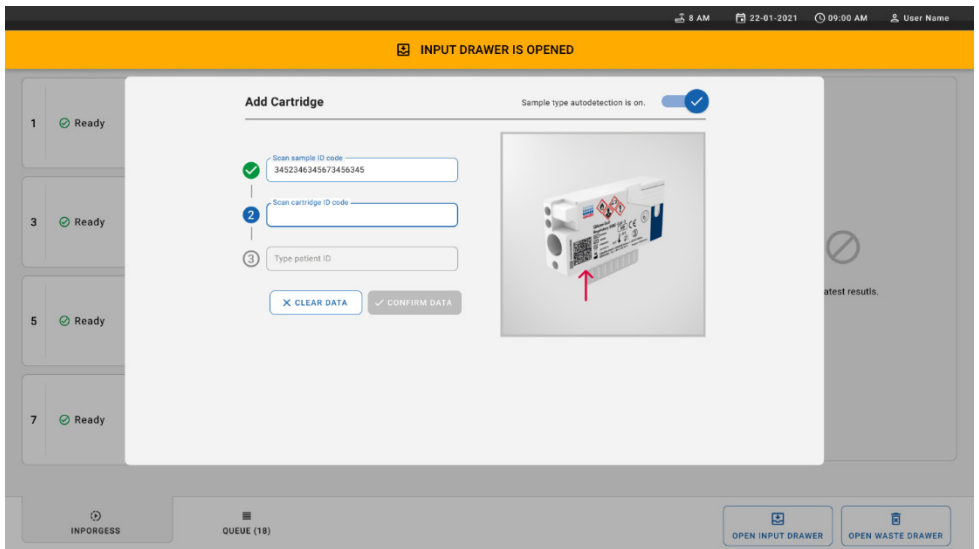 8 AM
22-01-2021
09:00 AM
User Name
INPUT DRAWER IS OPENED
Add Cartridge
Sample type autodetection is on.
1
Ready
3
Ready
5
Ready
7
Ready
Scan sample ID code
3452346345673456345
2
Scan cartridge ID code
3
Type patient ID
CLEAR DATA
CONFIRM DATA
atest resutls.
INPORGESS
QUEUE (18)
OPEN INPUT DRAWER
OPEN WASTE DRAWER